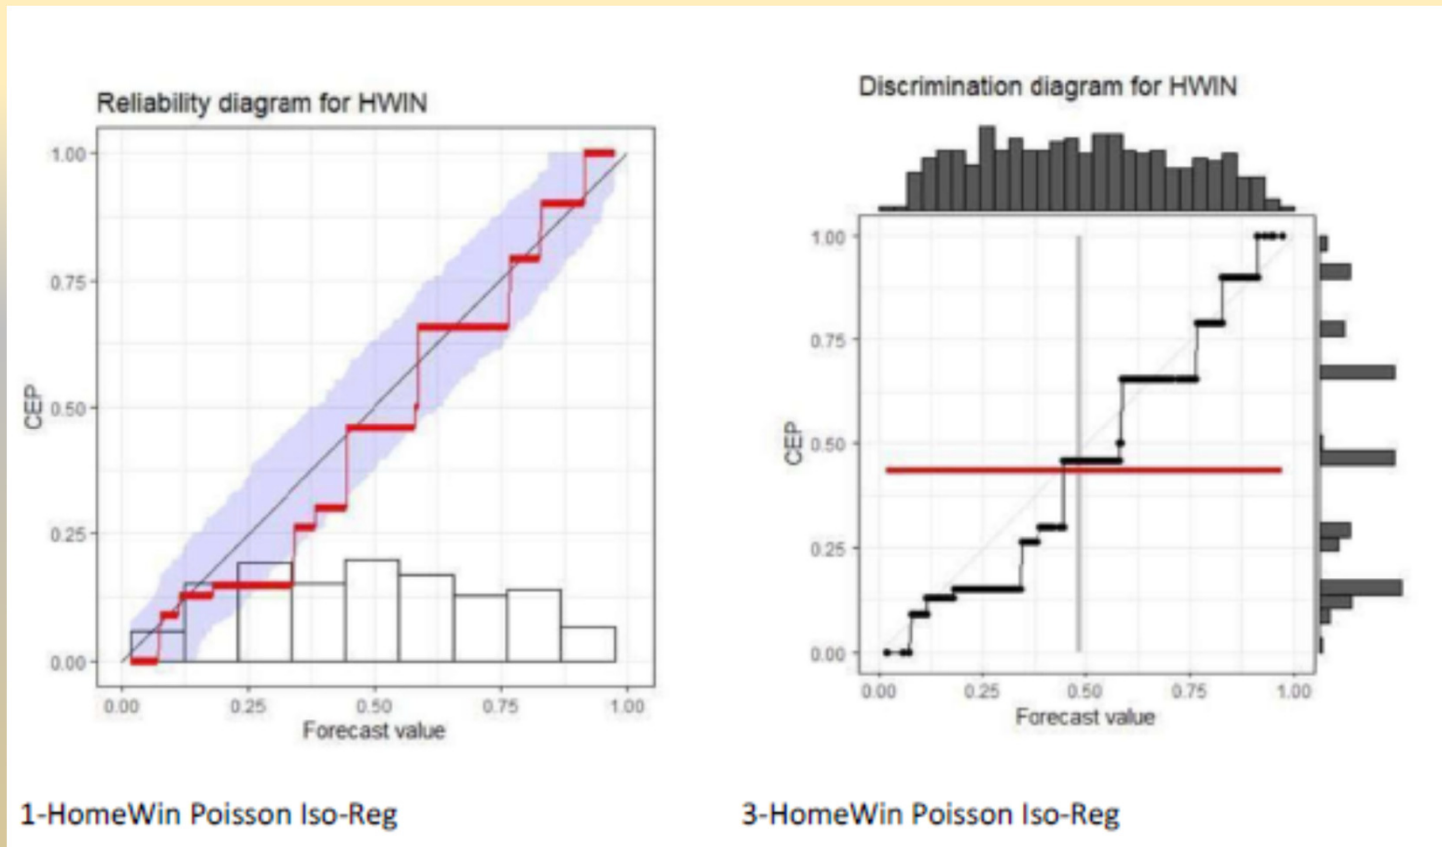 Reliability diagram for HWIN
1.00
0.75
0.50
0.25
0.00
CEP
0.00 0.25 0.50 0.75 1.00
Forecast value
1-HomeWin Poisson Iso-Reg
Discrimination diagram for HWIN
1.00
0.75
0.50
0.25
0.00
CEP
0.00 0.25 0.50 0.75 1.00
Forecast value
3-HomeWin Poisson Iso-Reg